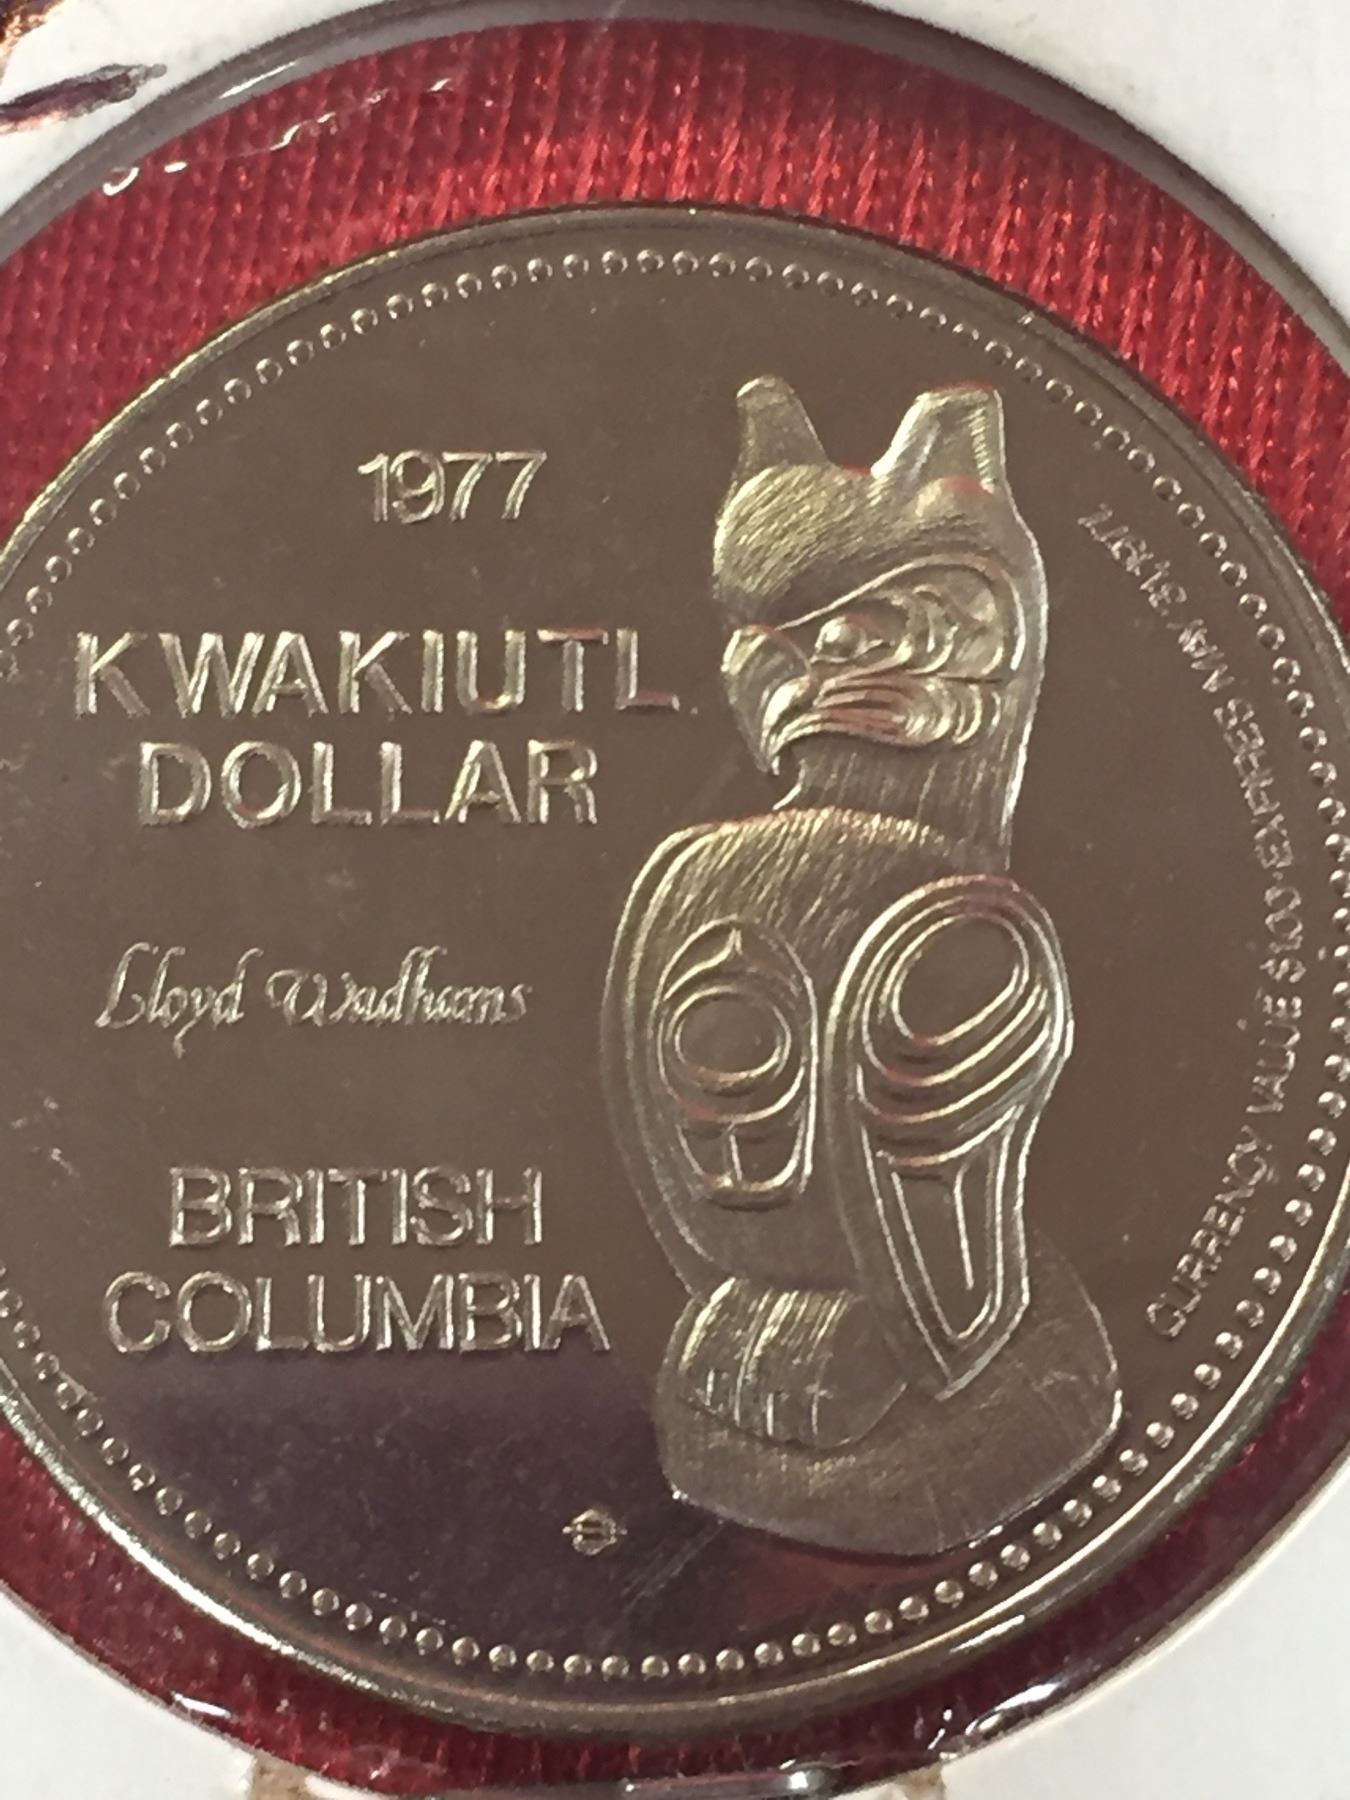 1977
KWAKIUTL
DOLLAR
Lloyd Wadhams
BRITISH
COLUMBIA
CURRENCY VALUE $1.00·EXPIRES MAY 31, 1977